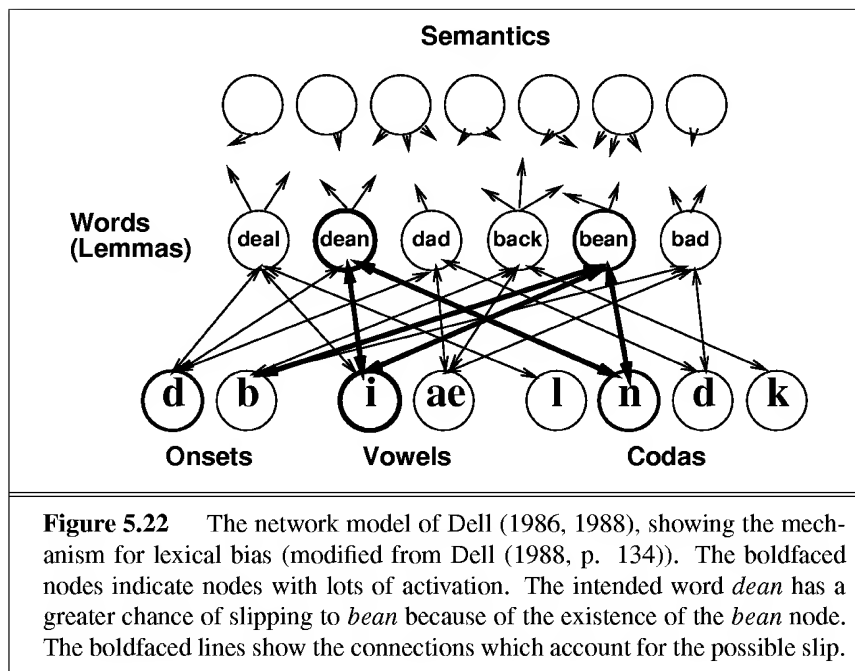 Semantics
Words
(Lemmas)
deal dean dad back bean bad
d b i ae l n d k
Onsets Vowels Codas
Figure 5.22 The network model of Dell (1986, 1988), showing the mech-
anism for lexical bias (modified from Dell (1988, p. 134)). The boldfaced
nodes indicate nodes with lots of activation. The intended word dean has a
greater chance of slipping to bean because of the existence of the bean node.
The boldfaced lines show the connections which account for the possible slip.